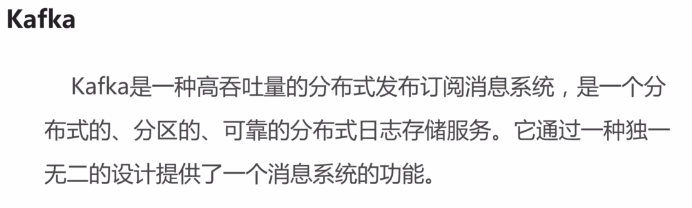 Kafka
Kafka是一种高吞吐量的分布式发布订阅消息系统，是一个分
布式的、分区的、可靠的分布式日志存储服务。它通过一种独一
无二的设计提供了一个消息系统的功能。